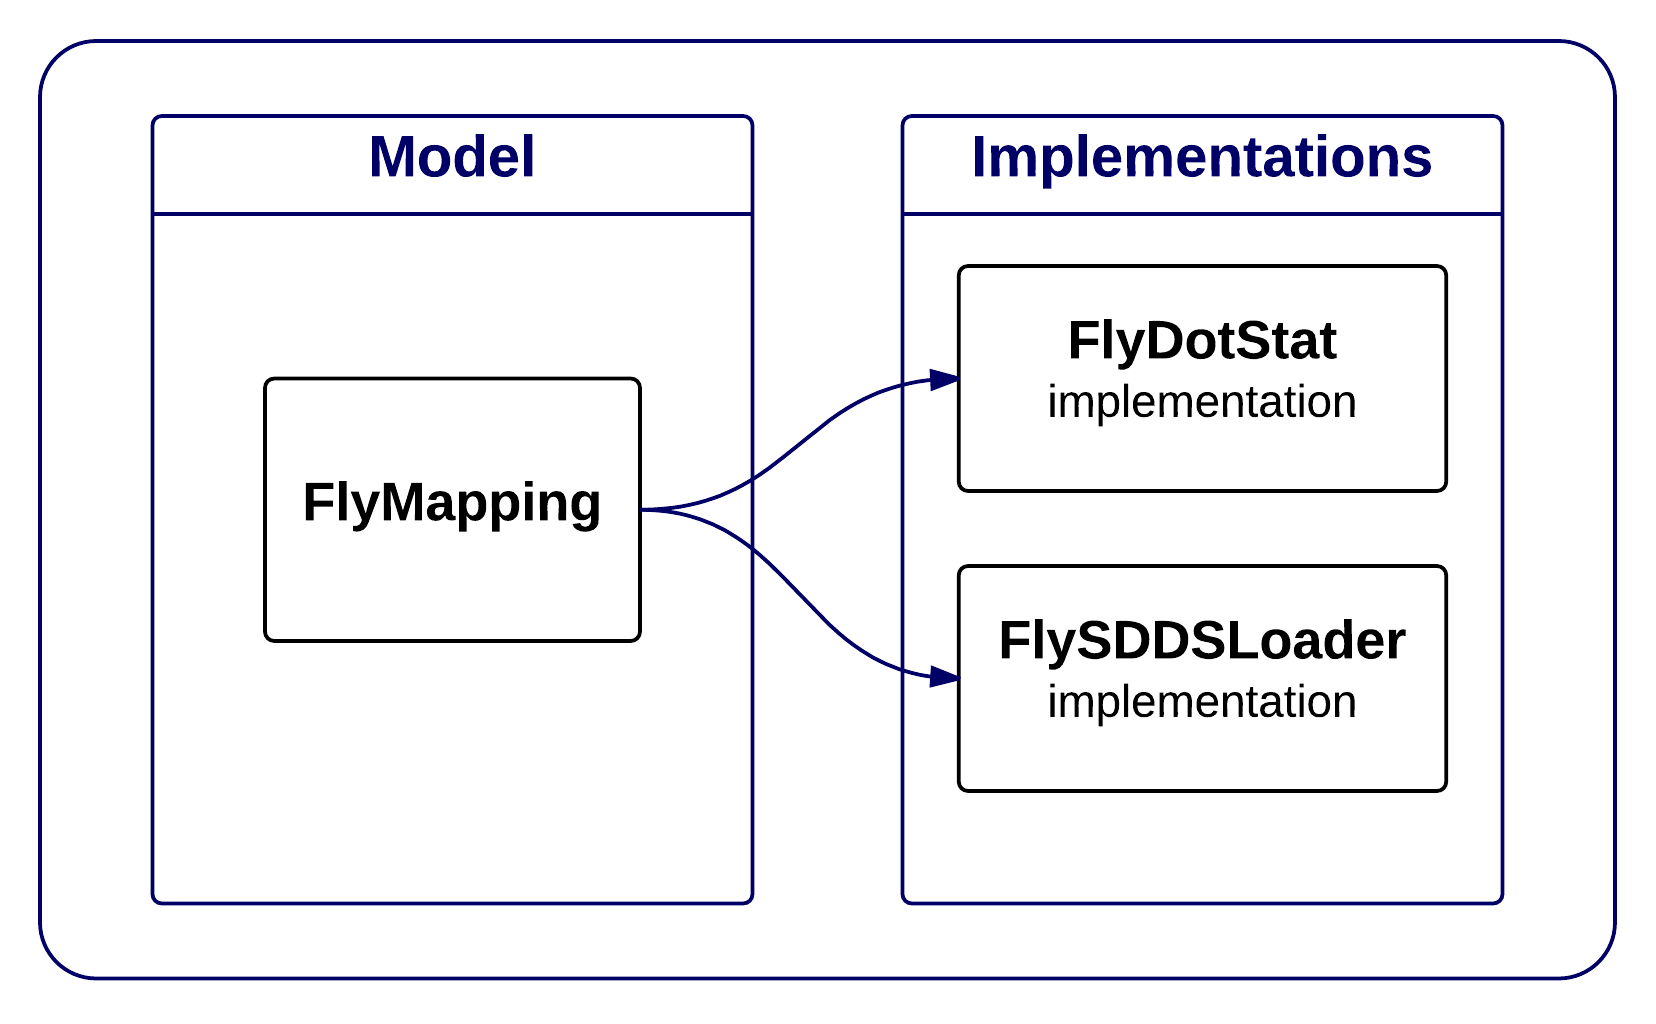 Model
FlyMapping
Implementations
FlyDotStat
implementation
FlySDDSLoader
implementation